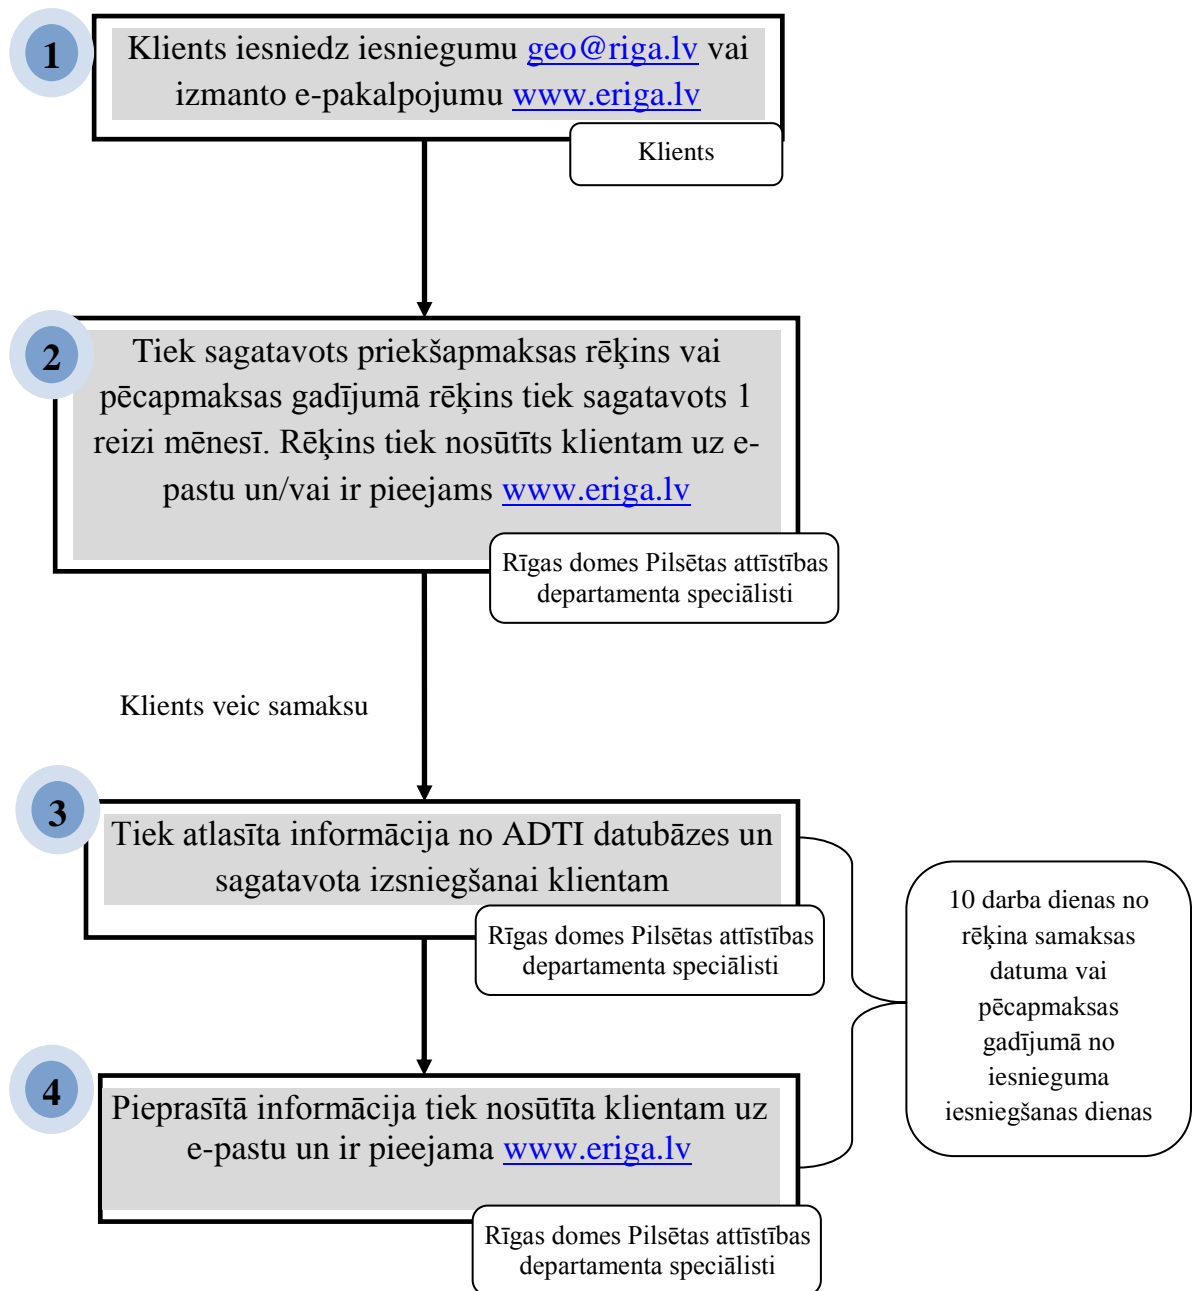 1
Klients iesniedz iesniegumu geo@riga.lv vai
izmanto e-pakalpojumu www.eriga.lv
Klients
2
Tiek sagatavots priekšapmaksas rēķins vai
pēcapmaksas gadījumā rēķins tiek sagatavots 1
reizi mēnesī. Rēķins tiek nosūtīts klientam uz e-
pastu un/vai ir pieejams www.eriga.lv
Rīgas domes Pilsētas attīstības
departamenta speciālisti
Klients veic samaksu
3
Tiek atlasīta informācija no ADTI datubāzes un
sagatavota izsniegšanai klientam
Rīgas domes Pilsētas attīstības
departamenta speciālisti
10 darba dienas no
rēķina samaksas
datuma vai
pēcapmaksas
gadījumā no
iesnieguma
iesniegšanas dienas
4
Pieprasītā informācija tiek nosūtīta klientam uz
e-pastu un ir pieejama www.eriga.lv
Rīgas domes Pilsētas attīstības
departamenta speciālisti